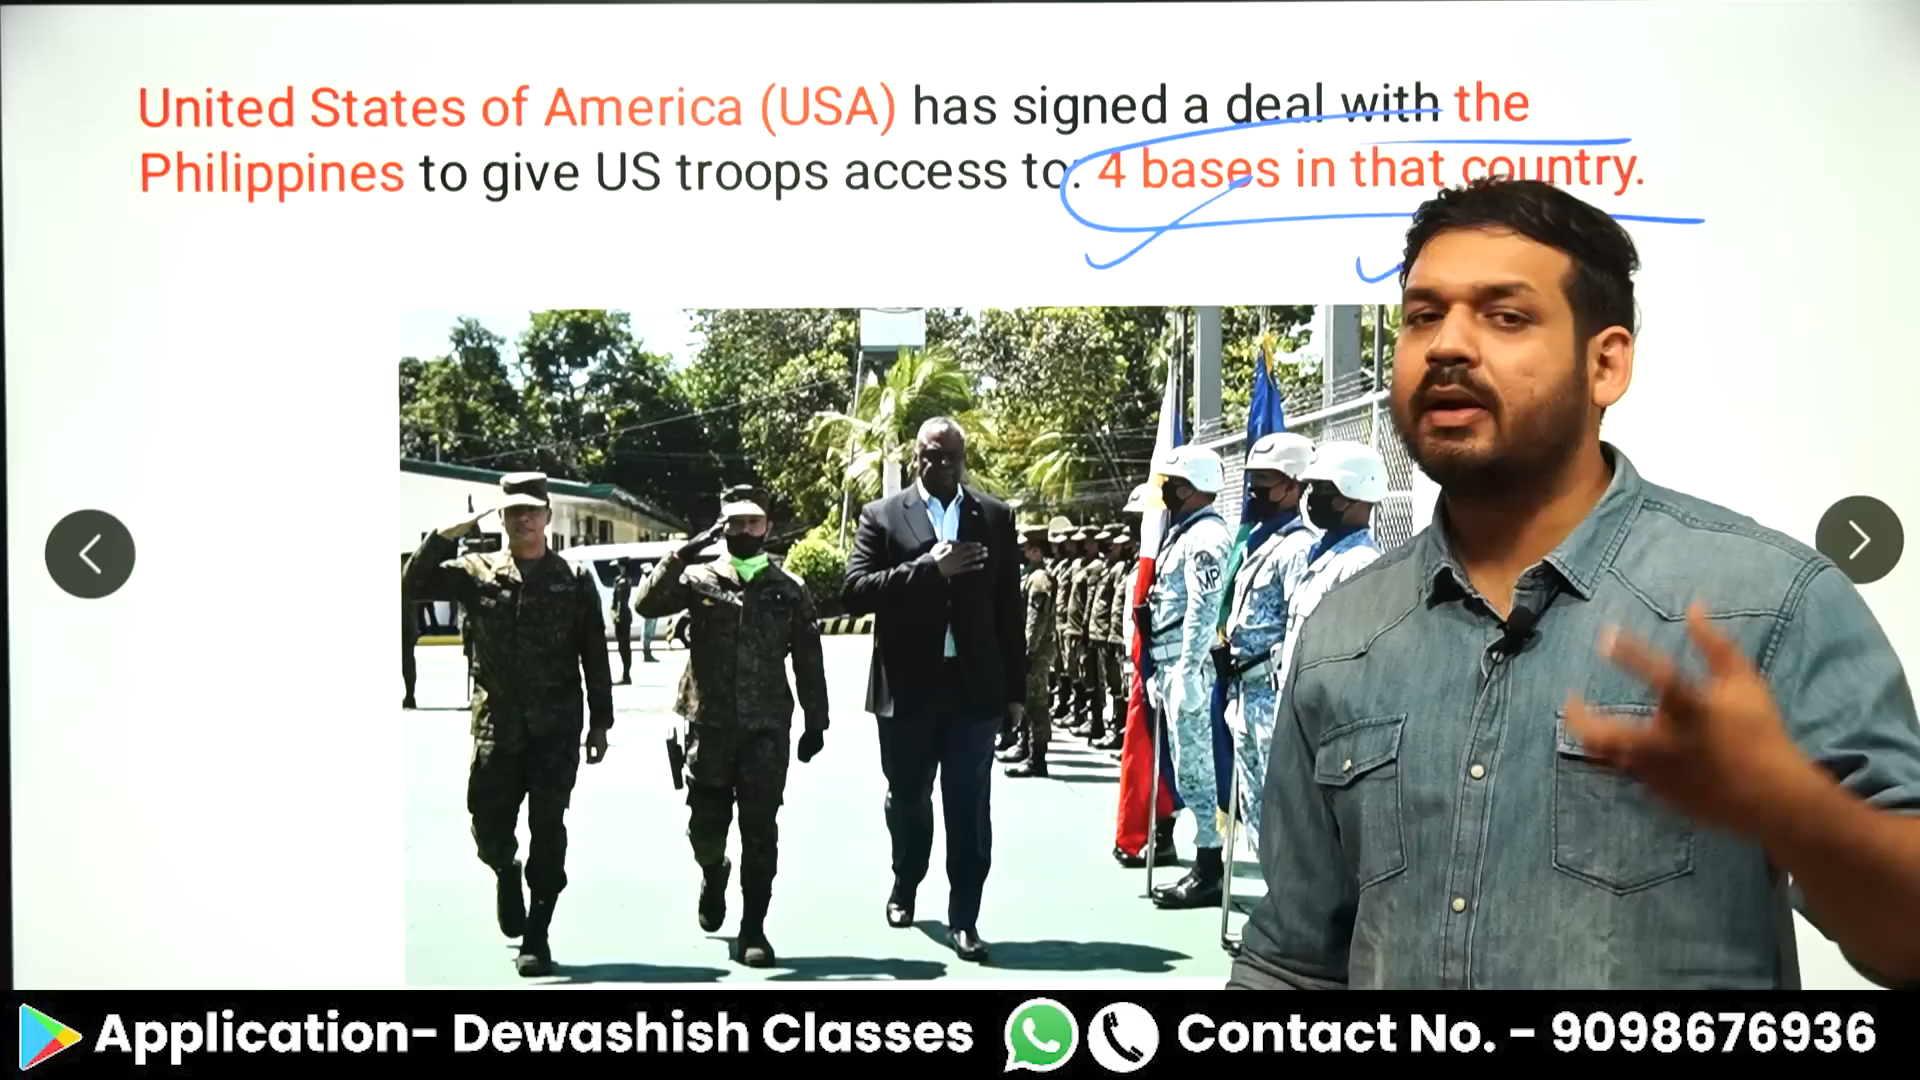 United States of America (USA) has signed a deal with the
Philippines to give US troops access to: 4 bases in that country.
MP
Application- Dewashish Classes
Contact No. - 9098676936